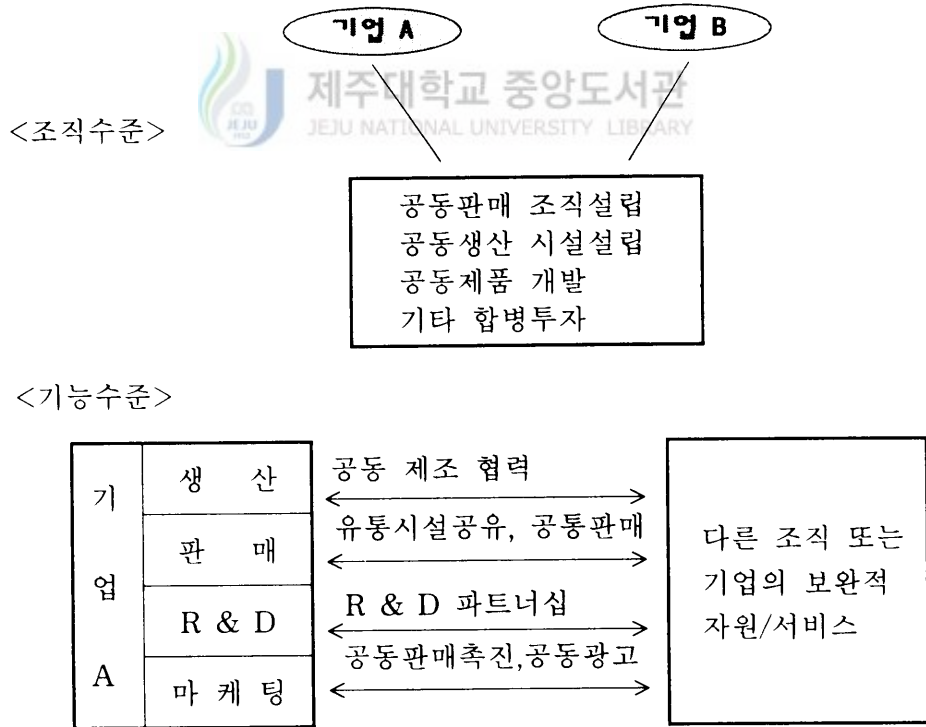 기업 A 기업 B
제주대학교 중앙도서관
JEJU NATIONAL UNIVERSITY LIBRARY
JEJU
1952
<조직수준>
공동판매 조직설립
공동생산 시설설립
공동제품 개발
기타 합병투자
<기능수준>
기업 A
생 산
공동 제조 협력
판 매
유통시설공유, 공통판매
R & D
R & D 파트너십
마 케 팅
공동판매촉진,공동광고
다른 조직 또는
기업의 보완적
자원/서비스